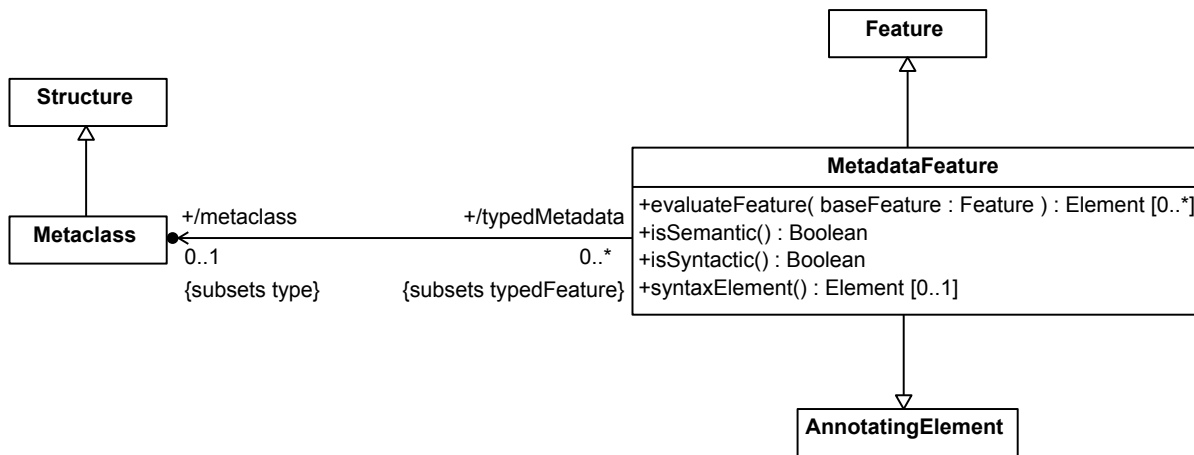 Feature
Structure
MetadataFeature
+evaluateFeature( baseFeature : Feature ) : Element [0..*]
+isSemantic() : Boolean
+isSyntactic() : Boolean
+syntaxElement() : Element [0..1]
Metaclass
+/metaclass
+/typedMetadata
0..1
0..*
{subsets type}
{subsets typedFeature}
AnnotatingElement